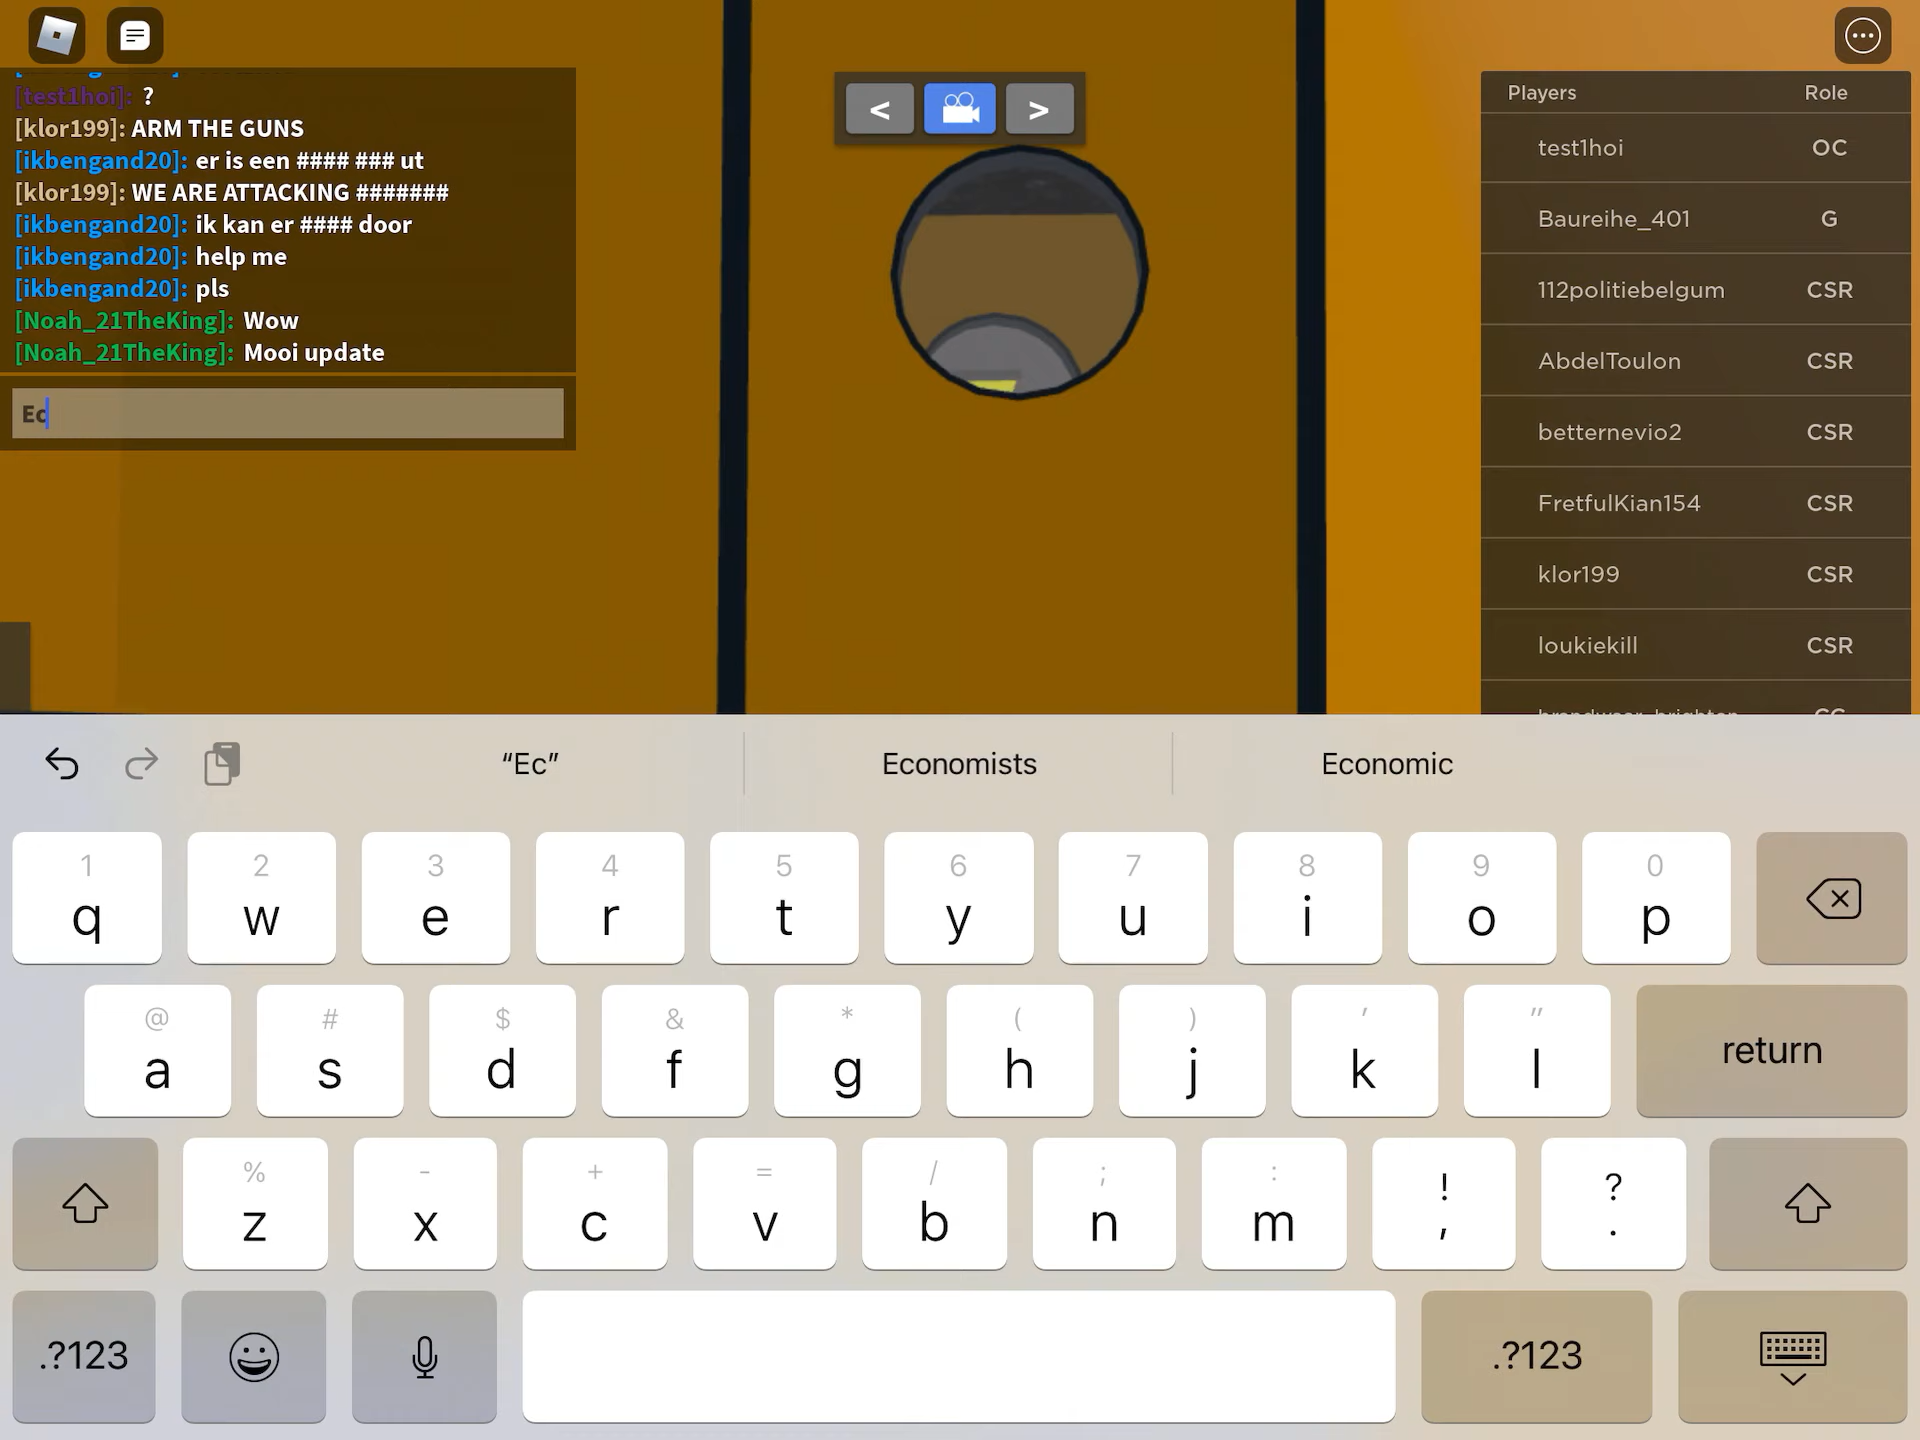 [test1hoi]: ?
[klor199]: ARM THE GUNS
[ikbengand20]: er is een #### ### ut
[klor199]: WE ARE ATTACKING #######
[ikbengand20]: ik kan er #### door
[ikbengand20]: help me
[ikbengand20]: pls
[Noah_21TheKing]: Wow
[Noah_21TheKing]: Mooi update
Ec
< >
Players Role
test1hoi OC
Baureihe_401 G
112politiebelgum CSR
AbdelToulon CSR
betternevio2 CSR
FretfulKian154 CSR
klor199 CSR
loukiekill CSR
“Ec” Economists Economic
1 2 3 4 5 6 7 8 9 0
q w e r t y u i o p
@ # $ & * ( ) ' "
a s d f g h j k l return
% - + = / ; : ! ?
z x c v b n m , .
.?123 .?123